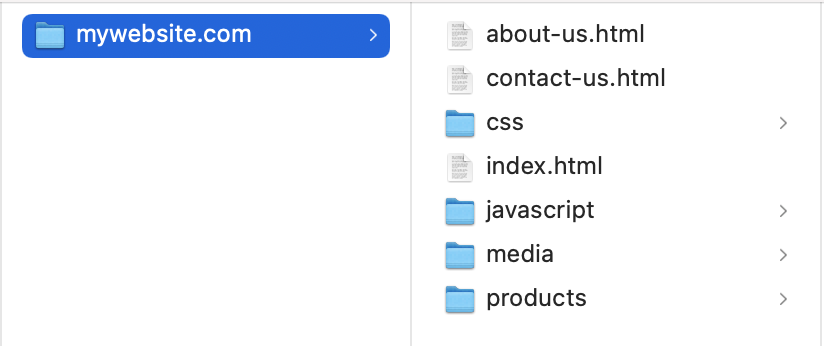 mywebsite.com
about-us.html
contact-us.html
css
index.html
javascript
media
products